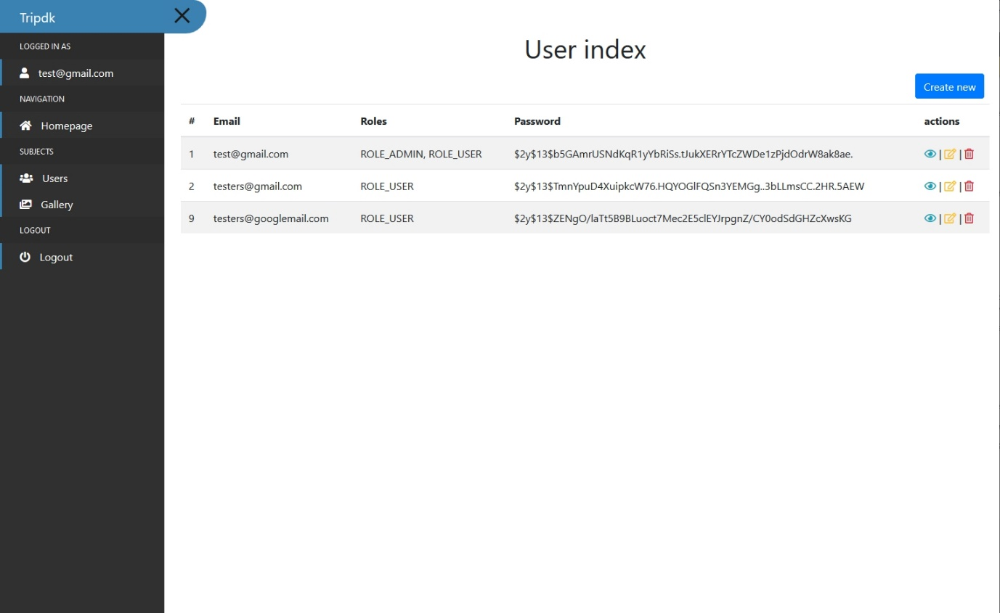 Tripdk
LOGGED IN AS
test@gmail.com
NAVIGATION
Homepage
SUBJECTS
Users
Gallery
LOGOUT
Logout
User index
Create new
# Email Roles Password actions
1 test@gmail.com ROLE_ADMIN, ROLE_USER $2y$13$b5GAmrUSNdKqR1yYbRiSs.tJukXERrYTcZWDe1zPjdOdrW8ak8ae. | |
2 testers@gmail.com ROLE_USER $2y$13$TmnYpuD4XuipkcW76.HQYOGlFQSn3YEMGg..3bLLmsCC.2HR.5AEW | |
9 testers@googlemail.com ROLE_USER $2y$13$ZENgO/laTt5B9BLuoct7Mec2E5clEYJrpgnZ/CY0odSdGHZcXwsKG | |